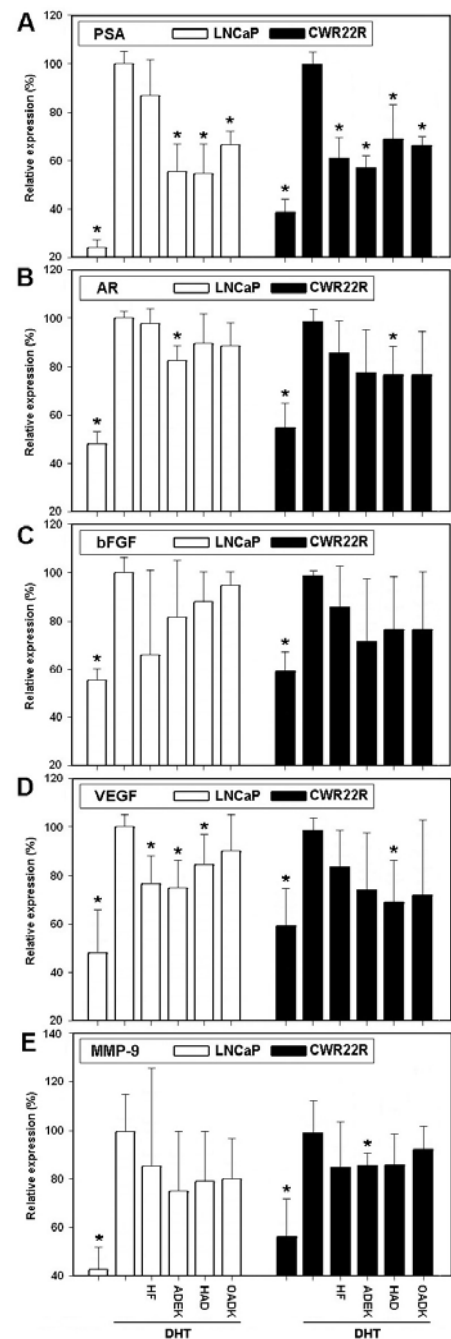 A
PSA LNCaP CWR22R
120
100
80
60
40
20
Relative expression (%)
* * * * * * * * *
B
AR LNCaP CWR22R
120
100
80
60
40
20
Relative expression (%)
* * * *
C
bFGF LNCaP CWR22R
120
100
80
60
40
20
Relative expression (%)
* *
D
VEGF LNCaP CWR22R
120
100
80
60
40
20
Relative expression (%)
* * * * * *
E
MMP-9 LNCaP CWR22R
140
120
100
80
60
40
Relative expression (%)
* * *
HF ADEK HAD OADK HF ADEK HAD OADK
DHT DHT